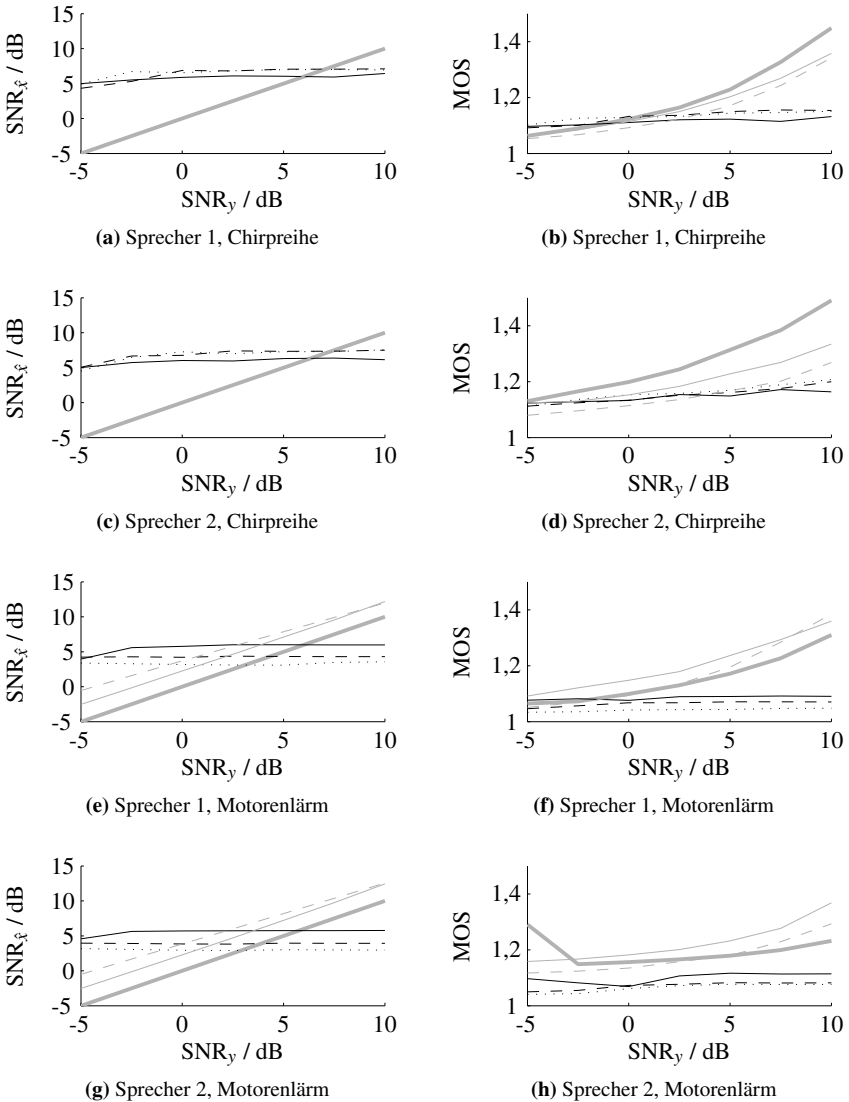 15
10
5
0
-5
-5 0 5 10
SNR_x̂ / dB
SNR_y / dB
(a) Sprecher 1, Chirpreihe
1,4
1,2
1
-5 0 5 10
MOS
SNR_y / dB
(b) Sprecher 1, Chirpreihe
15
10
5
0
-5
-5 0 5 10
SNR_x̂ / dB
SNR_y / dB
(c) Sprecher 2, Chirpreihe
1,4
1,2
1
-5 0 5 10
MOS
SNR_y / dB
(d) Sprecher 2, Chirpreihe
15
10
5
0
-5
-5 0 5 10
SNR_x̂ / dB
SNR_y / dB
(e) Sprecher 1, Motorenlärm
1,4
1,2
1
-5 0 5 10
MOS
SNR_y / dB
(f) Sprecher 1, Motorenlärm
15
10
5
0
-5
-5 0 5 10
SNR_x̂ / dB
SNR_y / dB
(g) Sprecher 2, Motorenlärm
1,4
1,2
1
-5 0 5 10
MOS
SNR_y / dB
(h) Sprecher 2, Motorenlärm